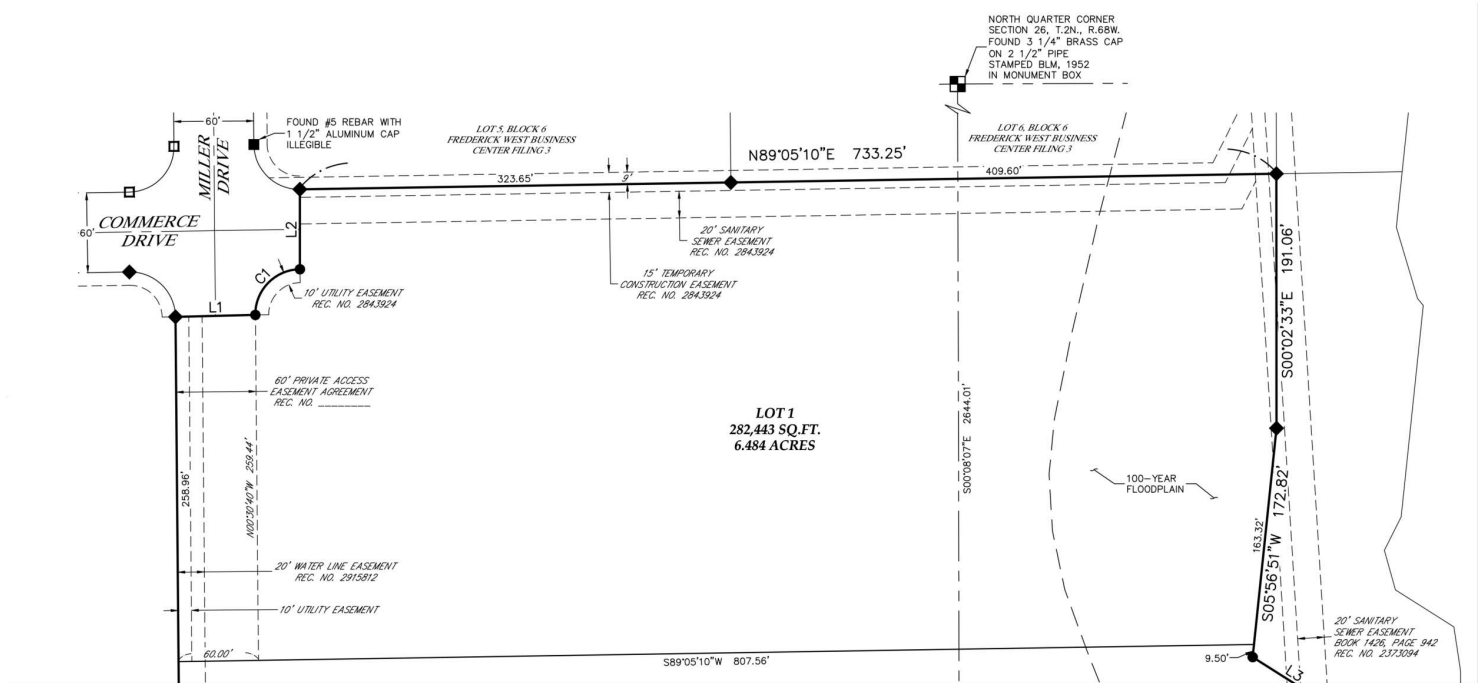 NORTH QUARTER CORNER
SECTION 26, T.2N., R.68W.
FOUND 3 1/4" BRASS CAP
ON 2 1/2" PIPE
STAMPED BLM, 1952
IN MONUMENT BOX
60'
FOUND #5 REBAR WITH
1 1/2" ALUMINUM CAP
ILLEGIBLE
MILLER
DRIVE
LOT 5, BLOCK 6
FREDERICK WEST BUSINESS
CENTER FILING 3
LOT 6, BLOCK 6
FREDERICK WEST BUSINESS
CENTER FILING 3
N89°05'10"E 733.25'
323.65'
9'
409.60'
COMMERCE
DRIVE
60'
L2
20' SANITARY
SEWER EASEMENT
REC. NO. 2843924
15' TEMPORARY
CONSTRUCTION EASEMENT
REC. NO. 2843924
C1
10' UTILITY EASEMENT
REC. NO. 2843924
L1
S00°02'33"E 191.06'
60' PRIVATE ACCESS
EASEMENT AGREEMENT
REC. NO. ________
LOT 1
282,443 SQ.FT.
6.484 ACRES
258.96'
N00°30'40"W 259.44'
S00°08'07"E 2644.01'
100-YEAR
FLOODPLAIN
163.32'
S05°56'51"W 172.82'
20' WATER LINE EASEMENT
REC. NO. 2915812
10' UTILITY EASEMENT
60.00'
S89°05'10"W 807.56'
9.50'
L3
20' SANITARY
SEWER EASEMENT
BOOK 1426, PAGE 942
REC. NO. 2373094